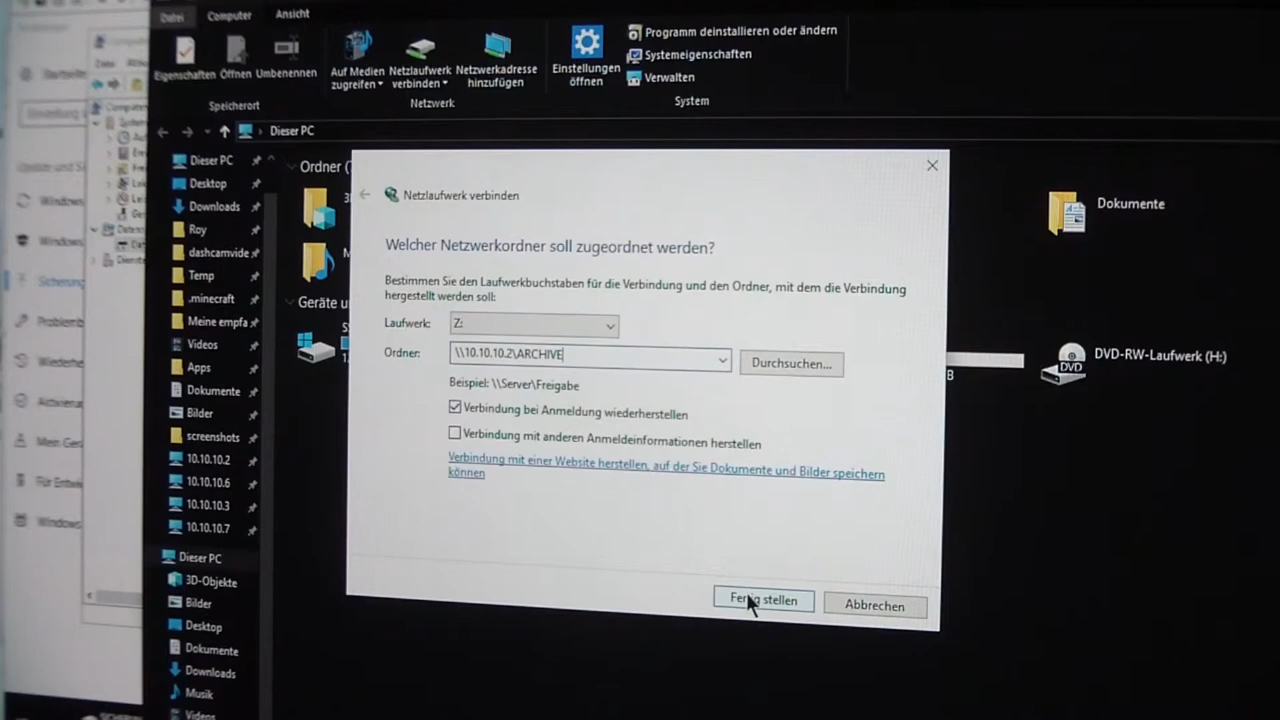 Datei Computer Ansicht
Eigenschaften Öffnen Umbenennen
Auf Medien zugreifen
Netzlaufwerk verbinden
Netzwerkadresse hinzufügen
Einstellungen öffnen
Programm deinstallieren oder ändern
Systemeigenschaften
Verwalten
Speicherort Netzwerk System
Dieser PC
Dieser PC
Desktop
Downloads
Roy
dashcamvide
Temp
.minecraft
Meine empfa
Videos
Apps
Dokumente
Bilder
screenshots
10.10.10.2
10.10.10.6
10.10.10.3
10.10.10.7
Dieser PC
3D-Objekte
Bilder
Desktop
Dokumente
Downloads
Musik
Videos
Ordner (
Geräte u
Netzlaufwerk verbinden
Welcher Netzwerkordner soll zugeordnet werden?
Bestimmen Sie den Laufwerkbuchstaben für die Verbindung und den Ordner, mit dem die Verbindung
hergestellt werden soll:
Laufwerk: Z:
Ordner: \\10.10.10.2\ARCHIVE Durchsuchen...
Beispiel: \\Server\Freigabe
Verbindung bei Anmeldung wiederherstellen
Verbindung mit anderen Anmeldeinformationen herstellen
Verbindung mit einer Website herstellen, auf der Sie Dokumente und Bilder speichern
können
Fertig stellen Abbrechen
Dokumente
DVD-RW-Laufwerk (H:)
DVD